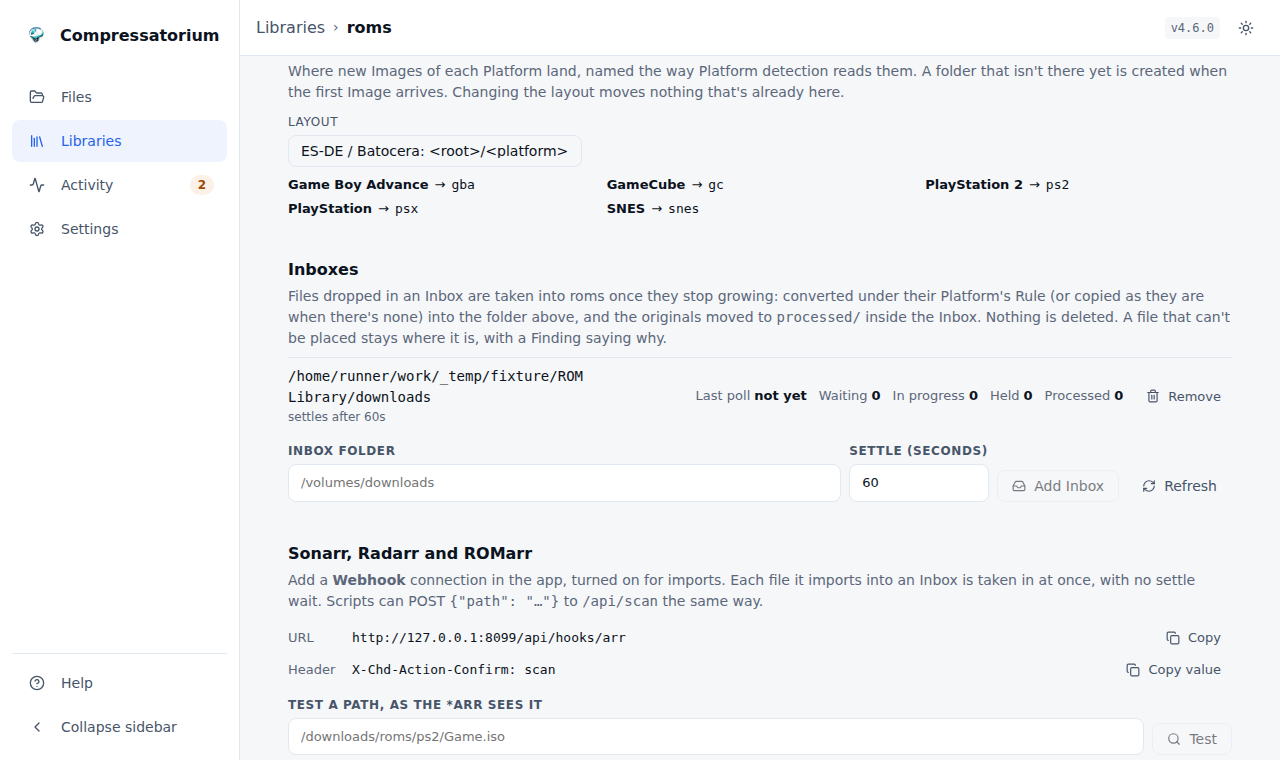 Compressatorium
Files
Libraries
Activity
2
Settings
Help
Collapse sidebar
Libraries › roms
v4.6.0
Where new Images of each Platform land, named the way Platform detection reads them. A folder that isn't there yet is created when
the first Image arrives. Changing the layout moves nothing that's already here.
LAYOUT
ES-DE / Batocera: <root>/<platform>
Game Boy Advance → gba
GameCube → gc
PlayStation 2 → ps2
PlayStation → psx
SNES → snes
Inboxes
Files dropped in an Inbox are taken into roms once they stop growing: converted under their Platform's Rule (or copied as they are
when there's none) into the folder above, and the originals moved to processed/ inside the Inbox. Nothing is deleted. A file that can't
be placed stays where it is, with a Finding saying why.
/home/runner/work/_temp/fixture/ROM
Library/downloads
settles after 60s
Last poll not yet Waiting 0 In progress 0 Held 0 Processed 0
Remove
INBOX FOLDER
SETTLE (SECONDS)
/volumes/downloads
60
Add Inbox
Refresh
Sonarr, Radarr and ROMarr
Add a Webhook connection in the app, turned on for imports. Each file it imports into an Inbox is taken in at once, with no settle
wait. Scripts can POST {"path": "…"} to /api/scan the same way.
URL http://127.0.0.1:8099/api/hooks/arr
Copy
Header X-Chd-Action-Confirm: scan
Copy value
TEST A PATH, AS THE *ARR SEES IT
/downloads/roms/ps2/Game.iso
Test